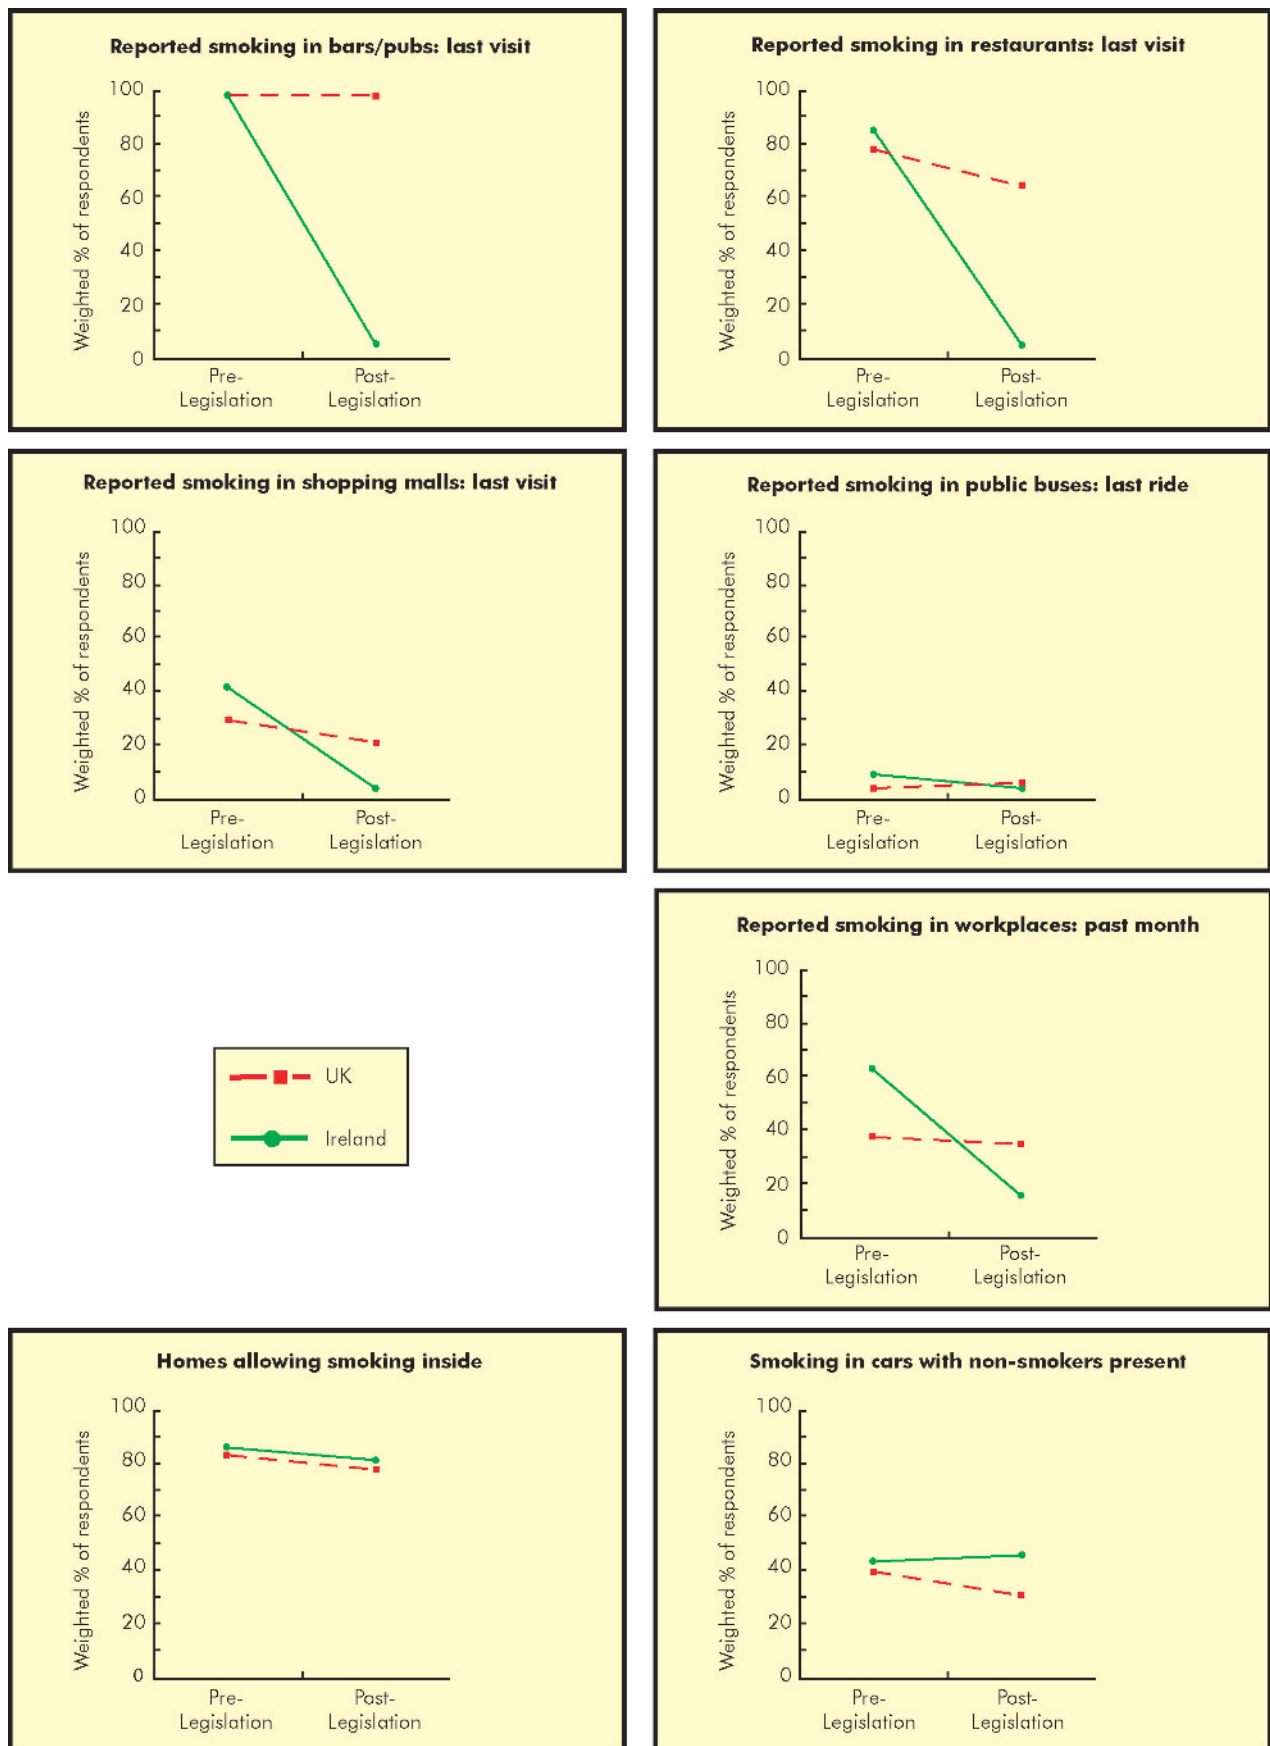 Reported smoking in bars/pubs: last visit
Weighted % of respondents
100
80
60
40
20
0
Pre-
Legislation
Post-
Legislation
Reported smoking in restaurants: last visit
Weighted % of respondents
100
80
60
40
20
0
Pre-
Legislation
Post-
Legislation
Reported smoking in shopping malls: last visit
Weighted % of respondents
100
80
60
40
20
0
Pre-
Legislation
Post-
Legislation
Reported smoking in public buses: last ride
Weighted % of respondents
100
80
60
40
20
0
Pre-
Legislation
Post-
Legislation
UK
Ireland
Reported smoking in workplaces: past month
Weighted % of respondents
100
80
60
40
20
0
Pre-
Legislation
Post-
Legislation
Homes allowing smoking inside
Weighted % of respondents
100
80
60
40
20
0
Pre-
Legislation
Post-
Legislation
Smoking in cars with non-smokers present
Weighted % of respondents
100
80
60
40
20
0
Pre-
Legislation
Post-
Legislation